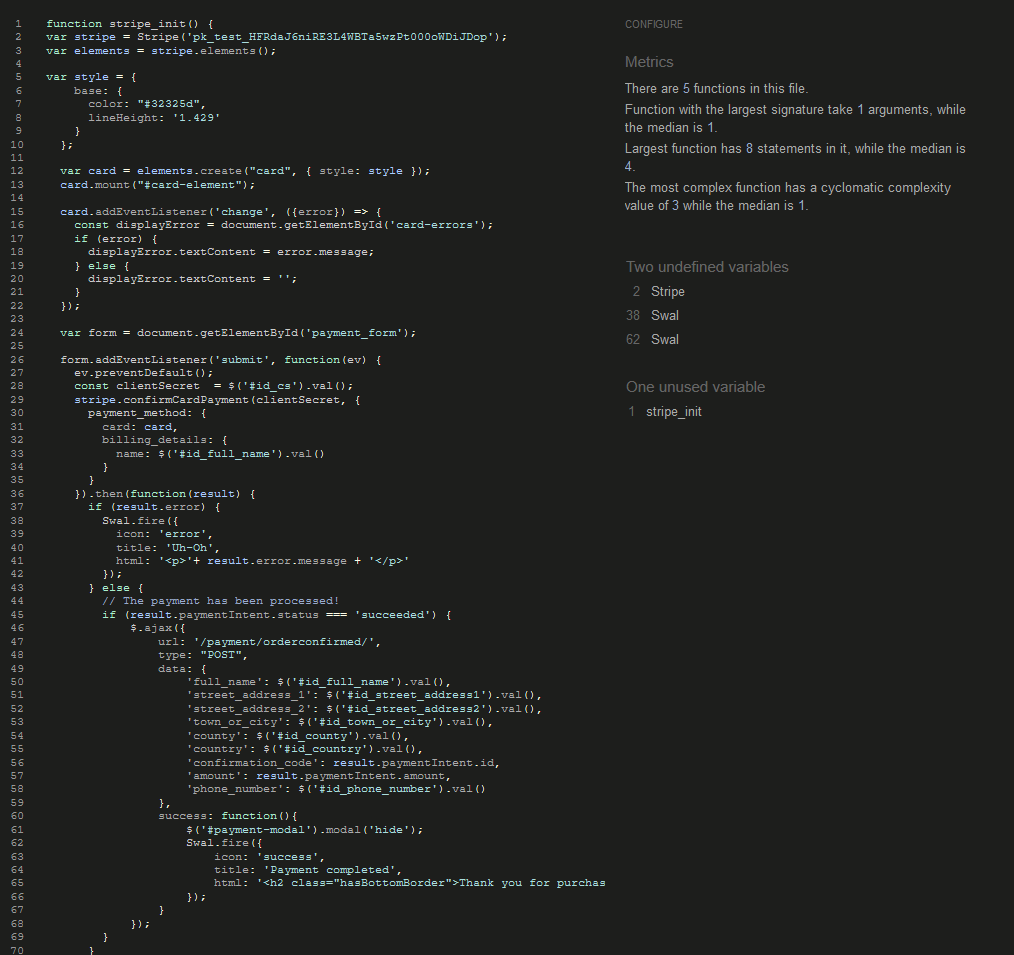 1 function stripe_init() {
2 var stripe = Stripe('pk_test_HFRdaJ6niRE3L4WBTa5wzPt000oWDiJDop');
3 var elements = stripe.elements();
4
5 var style = {
6 base: {
7 color: "#32325d",
8 lineHeight: '1.429'
9 }
10 };
11
12 var card = elements.create("card", { style: style });
13 card.mount("#card-element");
14
15 card.addEventListener('change', ({error}) => {
16 const displayError = document.getElementById('card-errors');
17 if (error) {
18 displayError.textContent = error.message;
19 } else {
20 displayError.textContent = '';
21 }
22 });
23
24 var form = document.getElementById('payment_form');
25
26 form.addEventListener('submit', function(ev) {
27 ev.preventDefault();
28 const clientSecret  = $('#id_cs').val();
29 stripe.confirmCardPayment(clientSecret, {
30 payment_method: {
31 card: card,
32 billing_details: {
33 name: $('#id_full_name').val()
34 }
35 }
36 }).then(function(result) {
37 if (result.error) {
38 Swal.fire({
39 icon: 'error',
40 title: 'Uh-Oh',
41 html: '<p>'+ result.error.message + '</p>'
42 });
43 } else {
44 // The payment has been processed!
45 if (result.paymentIntent.status === 'succeeded') {
46 $.ajax({
47 url: '/payment/orderconfirmed/',
48 type: "POST",
49 data: {
50 'full_name': $('#id_full_name').val(),
51 'street_address_1': $('#id_street_address1').val(),
52 'street_address_2': $('#id_street_address2').val(),
53 'town_or_city': $('#id_town_or_city').val(),
54 'county': $('#id_county').val(),
55 'country': $('#id_country').val(),
56 'confirmation_code': result.paymentIntent.id,
57 'amount': result.paymentIntent.amount,
58 'phone_number': $('#id_phone_number').val()
59 },
60 success: function(){
61 $('#payment-modal').modal('hide');
62 Swal.fire({
63 icon: 'success',
64 title: 'Payment completed',
65 html: '<h2 class="hasBottomBorder">Thank you for purchas
66 });
67 }
68 });
69 }
70 }
CONFIGURE
Metrics
There are 5 functions in this file.
Function with the largest signature take 1 arguments, while
the median is 1.
Largest function has 8 statements in it, while the median is
4.
The most complex function has a cyclomatic complexity
value of 3 while the median is 1.
Two undefined variables
2 Stripe
38 Swal
62 Swal
One unused variable
1 stripe_init